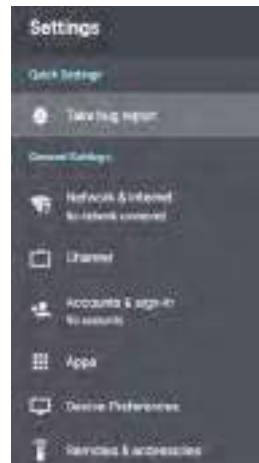 Settings
Quick Settings
Take bug report
General Settings
Network & Internet
No network connected
Channel
Accounts & sign-in
No accounts
Apps
Device Preferences
Remotes & accessories